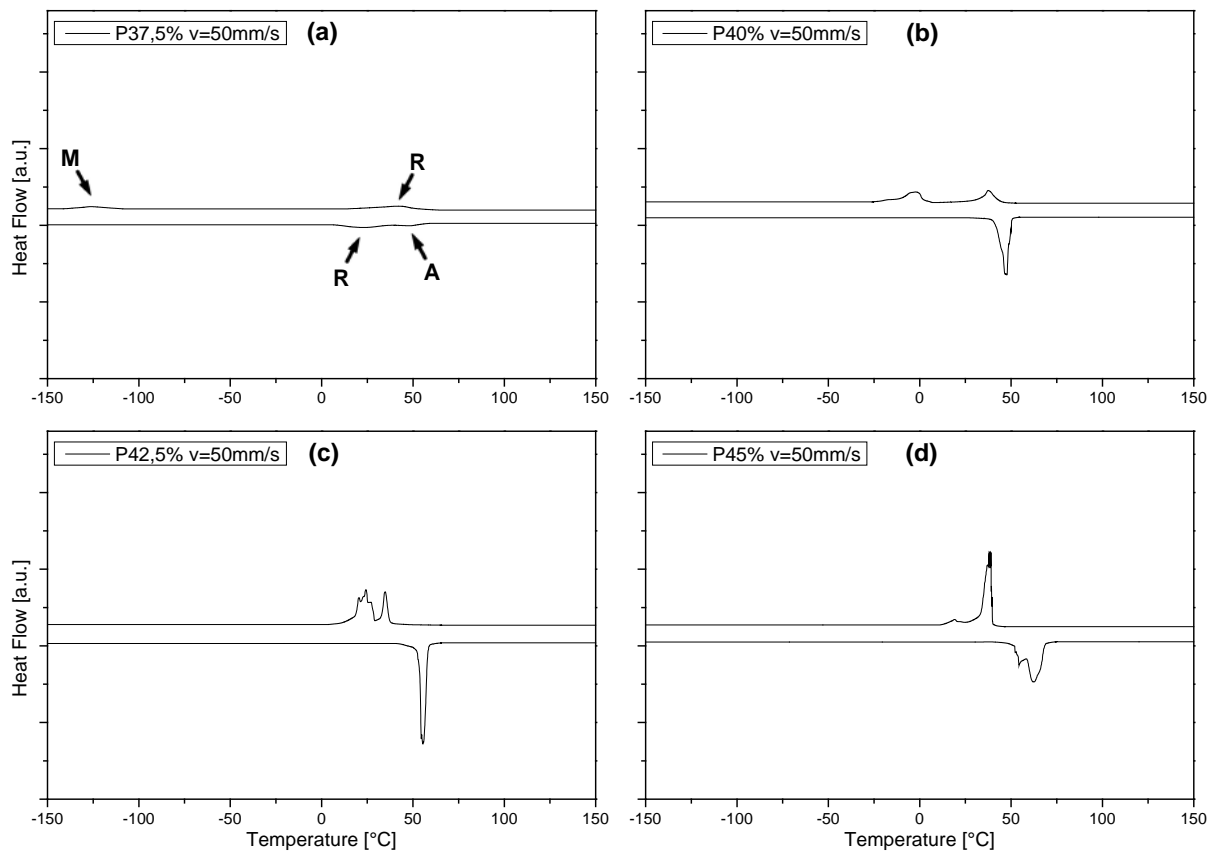 P37,5% v=50mm/s
(a)
Heat Flow [a.u.]
M
R
R
A
-150 -100 -50 0 50 100 150
P40% v=50mm/s
(b)
-150 -100 -50 0 50 100 150
P42,5% v=50mm/s
(c)
Heat Flow [a.u.]
-150 -100 -50 0 50 100 150
Temperature [°C]
P45% v=50mm/s
(d)
-150 -100 -50 0 50 100 150
Temperature [°C]